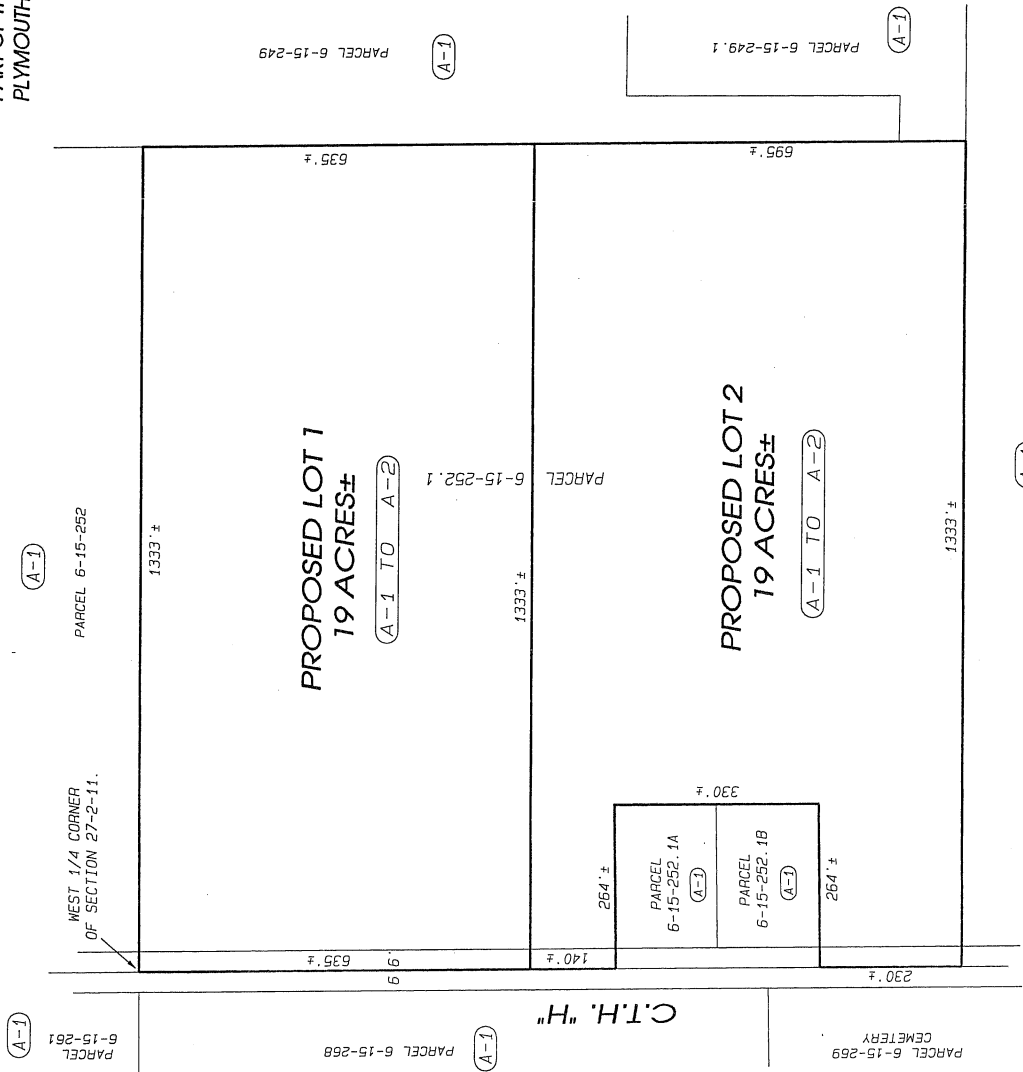 PLYMOUTH
A-1
PARCEL 6-15-252
WEST 1/4 CORNER
OF SECTION 27-2-11.
1333'±
PARCEL 6-15-249
A-1
PARCEL 6-15-249.1
A-1
635'±
695'±
PROPOSED LOT 1
19 ACRES±
A-1 TO A-2
PARCEL 6-15-252.1
1333'±
PROPOSED LOT 2
19 ACRES±
A-1 TO A-2
1333'±
330'±
264'±
PARCEL
6-15-252.1A
A-1
PARCEL
6-15-252.1B
A-1
264'±
635'±
140'±
230'±
C.T.H. "H"
A-1
PARCEL
6-15-261
PARCEL 6-15-268
A-1
PARCEL 6-15-269
CEMETERY